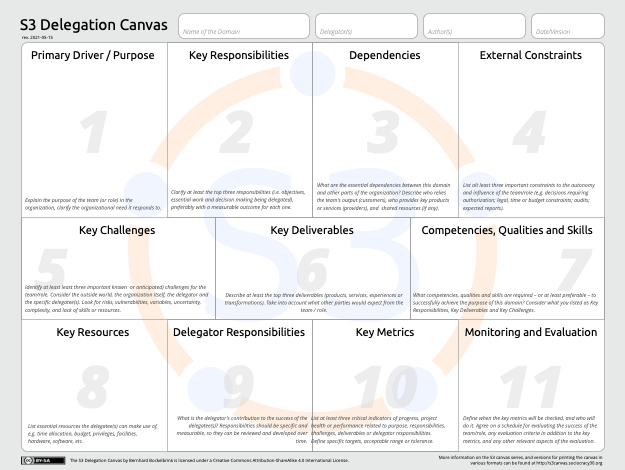 S3 Delegation Canvas
rev. 2021-05-15
Name of the Domain
Delegator(s)
Author(s)
Date/Version
Primary Driver / Purpose
1
Explain the purpose of the team (or role) in the
organization, clarify the organizational need it responds to.
Key Responsibilities
2
Clarify at least the top three responsibilities (i.e. objectives,
essential work and decision making being delegated),
preferably with a measurable outcome for each one.
Dependencies
3
What are the essential dependencies between this domain
and other parts of the organization? Describe who relies
the team's output (customers), who provides key products
or services (providers), and shared resources (if any).
External Constraints
4
List all least three important constraints to the autonomy
and influence of the team/role (e.g. decisions requiring
authorization; legal, time or budget constraints; audits;
expected reports).
Key Challenges
5
Identify at least at least three important known- or anticipated) challenges for the
team/role. Consider the outside world, the organization itself, the delegator and
the specific delegatee(s). Look for risks, vulnerabilities, variables, uncertainty,
complexity, and lack of skills or resources.
Key Deliverables
6
Describe at least the top three deliverables (products, services, experiences or
transformations). Take into account what other parties would expect from the
team / role.
Competencies, Qualities and Skills
7
What competencies, qualities and skills are required – or at least preferable – to
successfully achieve the purpose of this domain? Consider what you listed as Key
Responsibilities, Key Deliverables and Key Challenges.
Key Resources
8
List essential resources the delegatee(s) can make use of,
e.g. time allocation, budget, privileges, facilities,
hardware, software, etc.
Delegator Responsibilities
9
What is the delegator's contribution to the success of the
delegatee(s)? Responsibilities should be specific and
measurable, so they can be reviewed and developed over
time.
Key Metrics
10
List at least three critical indicators of progress, project
health or performance related to purpose, responsibilities,
challenges, deliverables or delegator responsibilities.
Define specific targets, acceptable range or tolerance.
Monitoring and Evaluation
11
Define when the key metrics will be checked, and who will
do it. Agree on a schedule for evaluating the success of the
team/role, any evaluation criteria in addition to the key
metrics, and any other relevant aspects of the evaluation.
S3
cc BY-SA
The S3 Delegation Canvas by Bernhard Bockelbrink is licensed under a Creative Commons Attribution-ShareAlike 4.0 International License.
More information on the S3 canvas series, and versions for printing the canvas in
various formats can be found at http://s3canvas.sociocracy30.org